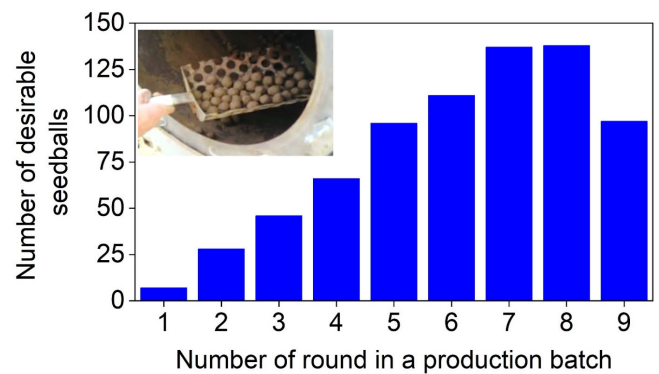 150
125
100
75
50
25
0
Number of desirable
seedballs
1 2 3 4 5 6 7 8 9
Number of round in a production batch